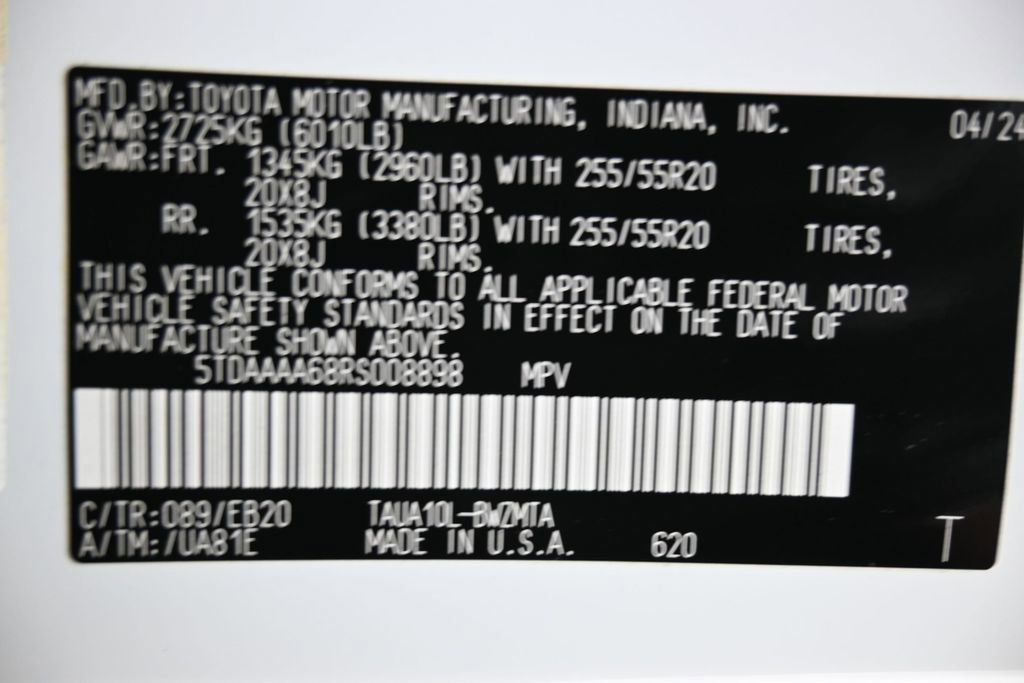 MFD.BY:TOYOTA MOTOR MANUFACTURING, INDIANA, INC. 04/24
GVWR:2725KG (6010LB)
GAWR:FRT. 1345KG (2960LB) WITH 255/55R20 TIRES,
20X8J RIMS.
RR. 1535KG (3380LB) WITH 255/55R20 TIRES,
20X8J RIMS.
THIS VEHICLE CONFORMS TO ALL APPLICABLE FEDERAL MOTOR
VEHICLE SAFETY STANDARDS IN EFFECT ON THE DATE OF
MANUFACTURE SHOWN ABOVE.
5TDAAAA68RS008898 MPV
C/TR:089/EB20 TAUA10L-BWZMTA
A/TM:/UA81E MADE IN U.S.A. 620 T